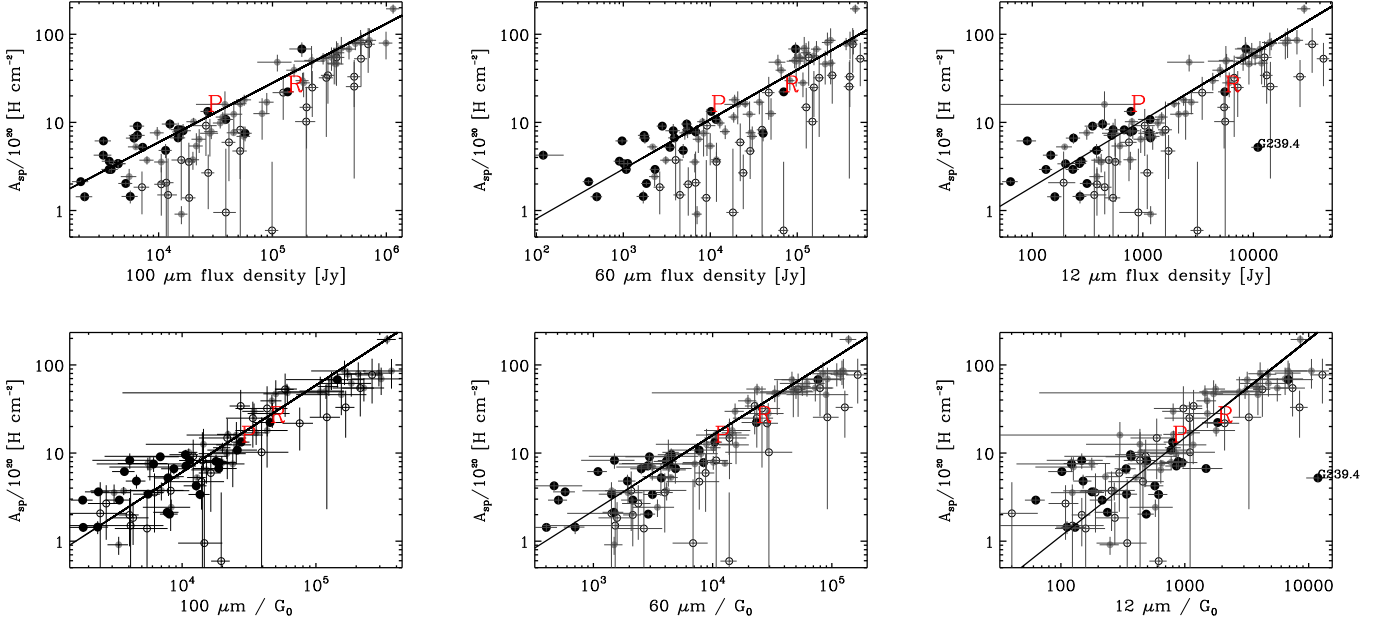 100
10
1
A_sp/10^20 [H cm^-2]
P
R
10^4 10^5 10^6
100 μm flux density [Jy]
100
10
1
A_sp/10^20 [H cm^-2]
P
R
10^2 10^3 10^4 10^5
60 μm flux density [Jy]
100
10
1
A_sp/10^20 [H cm^-2]
P
R
G239.4
100 1000 10000
12 μm flux density [Jy]
100
10
1
A_sp/10^20 [H cm^-2]
P
R
10^4 10^5
100 μm / G_0
100
10
1
A_sp/10^20 [H cm^-2]
P
R
10^3 10^4 10^5
60 μm / G_0
100
10
1
A_sp/10^20 [H cm^-2]
P
R
G239.4
100 1000 10000
12 μm / G_0